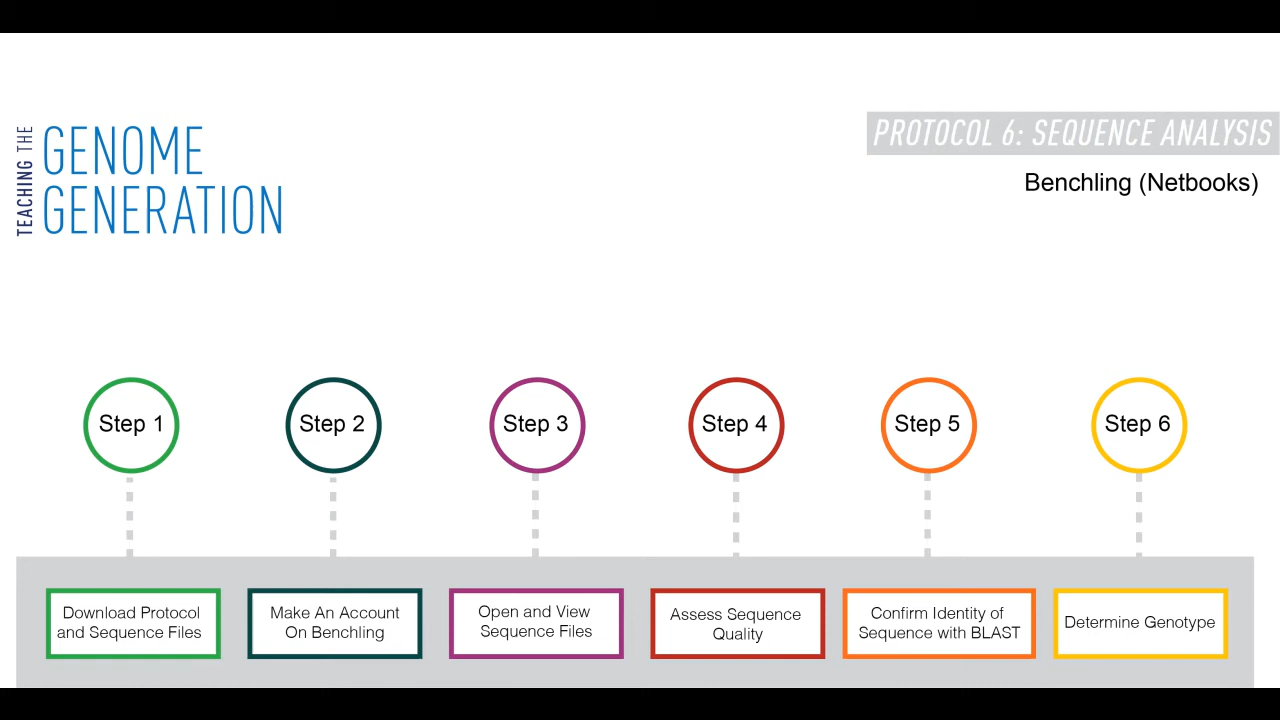 TEACHING THE
GENOME
GENERATION
PROTOCOL 6: SEQUENCE ANALYSIS
Benchling (Netbooks)
Step 1
Step 2
Step 3
Step 4
Step 5
Step 6
Download Protocol
and Sequence Files
Make An Account
On Benchling
Open and View
Sequence Files
Assess Sequence
Quality
Confirm Identity of
Sequence with BLAST
Determine Genotype